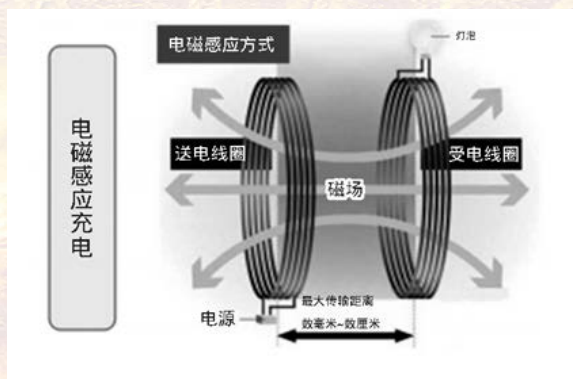 电磁感应充电
电磁感应方式
灯泡
送电线圈
受电线圈
磁场
电源
最大传输距离
数毫米~数厘米